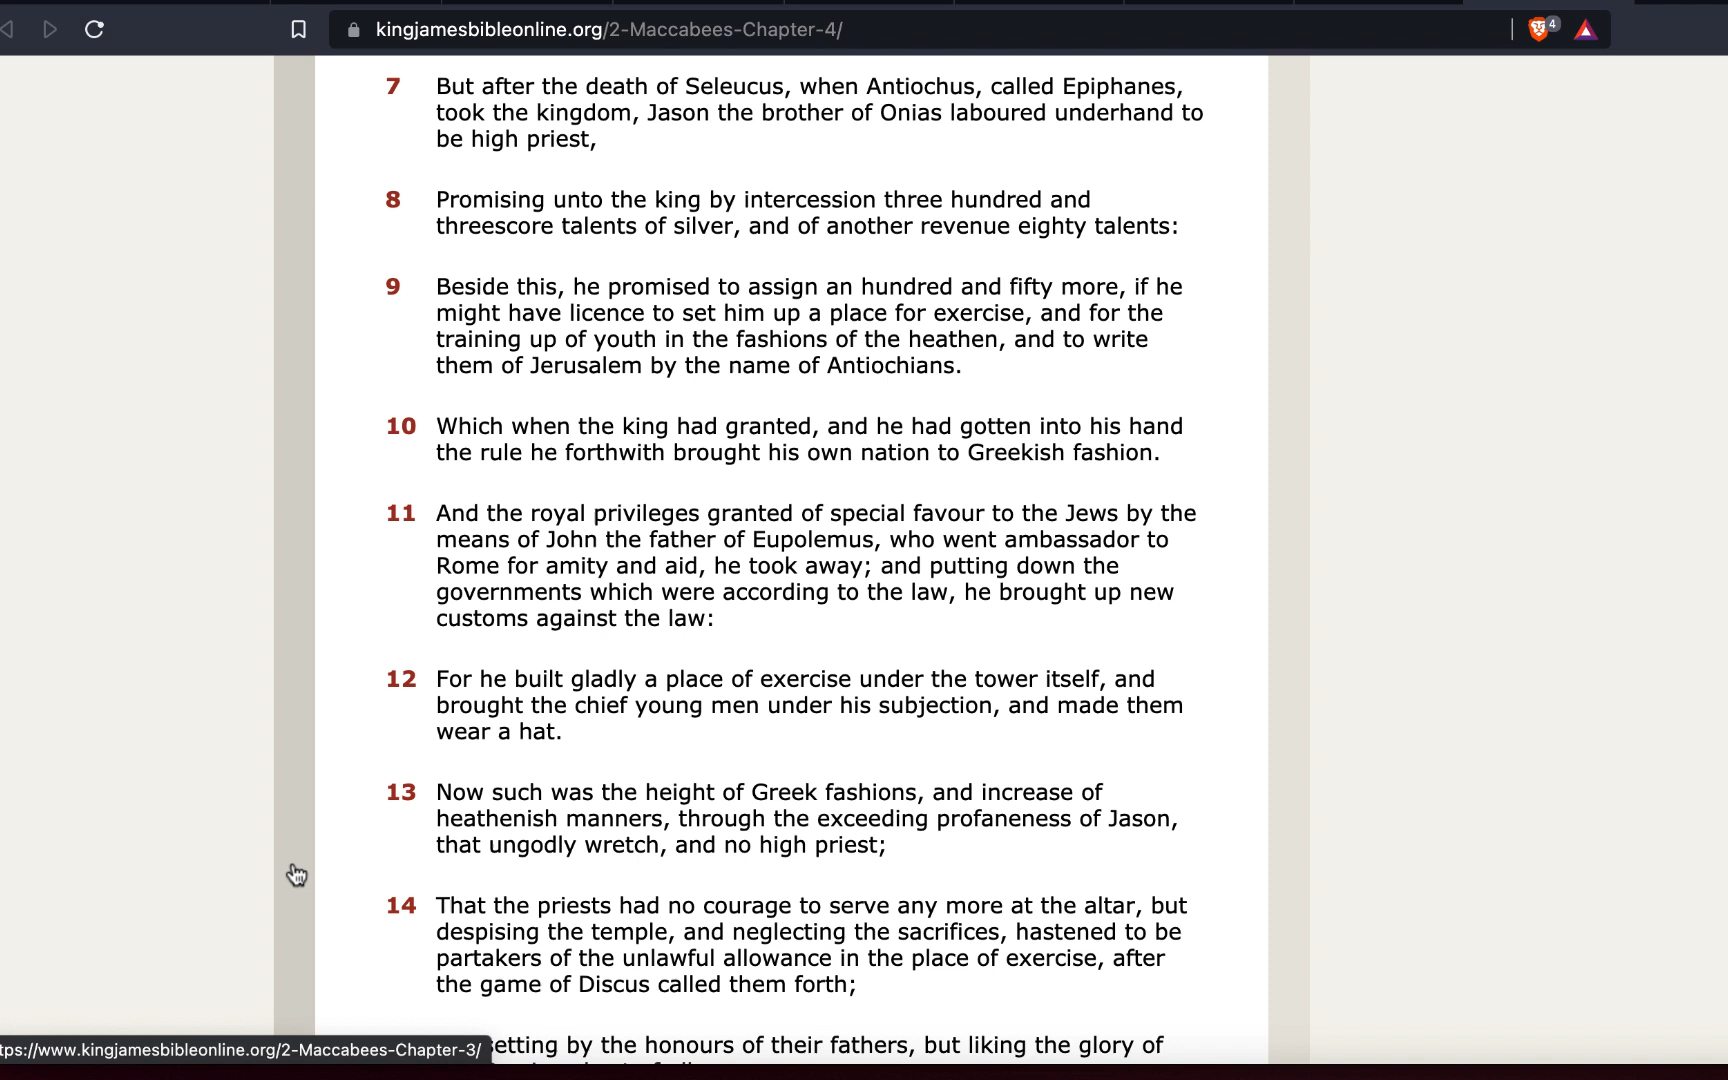 kingjamesbibleonline.org/2-Maccabees-Chapter-4/
4
7 But after the death of Seleucus, when Antiochus, called Epiphanes,
took the kingdom, Jason the brother of Onias laboured underhand to
be high priest,
8 Promising unto the king by intercession three hundred and
threescore talents of silver, and of another revenue eighty talents:
9 Beside this, he promised to assign an hundred and fifty more, if he
might have licence to set him up a place for exercise, and for the
training up of youth in the fashions of the heathen, and to write
them of Jerusalem by the name of Antiochians.
10 Which when the king had granted, and he had gotten into his hand
the rule he forthwith brought his own nation to Greekish fashion.
11 And the royal privileges granted of special favour to the Jews by the
means of John the father of Eupolemus, who went ambassador to
Rome for amity and aid, he took away; and putting down the
governments which were according to the law, he brought up new
customs against the law:
12 For he built gladly a place of exercise under the tower itself, and
brought the chief young men under his subjection, and made them
wear a hat.
13 Now such was the height of Greek fashions, and increase of
heathenish manners, through the exceeding profaneness of Jason,
that ungodly wretch, and no high priest;
14 That the priests had no courage to serve any more at the altar, but
despising the temple, and neglecting the sacrifices, hastened to be
partakers of the unlawful allowance in the place of exercise, after
the game of Discus called them forth;
setting by the honours of their fathers, but liking the glory of
tps://www.kingjamesbibleonline.org/2-Maccabees-Chapter-3/